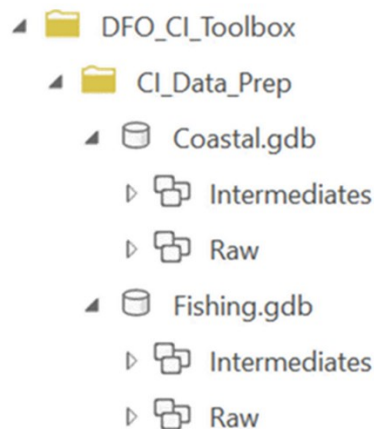 DFO_CI_Toolbox
CI_Data_Prep
Coastal.gdb
Intermediates
Raw
Fishing.gdb
Intermediates
Raw